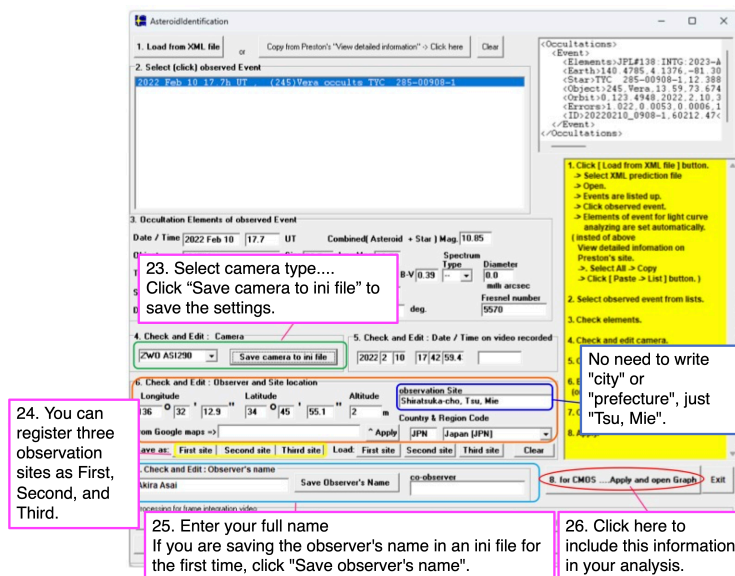 AsteroidIdentification
1. Load from XML file
or
Copy from Preston's "View detailed information" -> Click here
Clear
2. Select (click) observed Event
2022 Feb 10 17.7h UT . (245)Vera occults TYC 285-00908-1
<Occultations>
<Event>
<Elements>JPL#138:INTG:2023-A
<Earth>140.4785,4.1376,-81.30
<Star>TYC 285-00908-1,12.388
<Object>245,Vera,13.59,73.674
<Orbit>0,123.4948,2022,2,10,3
<Errors>1.022,0.0053,0.0006,1
<ID>20220210_0908-1,60212.47<
</Event>
</Occultations>
1. Click [ Load from XML file ] button.
-> Select XML prediction file
-> Open.
-> Events are listed up.
-> Click observed event.
-> Elements of event for light curve
analyzing are set automatically.
( insted of above
View detailed infomation on
Preston's site.
->. Select All -> Copy
-> Click [ Paste -> List ] button. )
2. Select observed event from lists.
3. Check elements.
4. Check and edit camera.
3. Occultation Elements of observed Event
Date / Time 2022 Feb 10 17.7 UT Combined( Asteroid + Star ) Mag. 10.85
Spectrum
Type
Diameter
B-V 0.39 -- 0.0
milli arcsec
Fresnel number
deg. 5570
23. Select camera type....
Click “Save camera to ini file” to
save the settings.
4. Check and Edit : Camera
ZWO ASI290
Save camera to ini file
5. Check and Edit : Date / Time on video recorded
2022 2 10 17 42 59.4
No need to write
"city" or
"prefecture", just
"Tsu, Mie".
6. Check and Edit : Observer and Site location
Longitude Latitude Altitude observation Site
136 O 32 ' 12.9 " 34 O 45 ' 55.1 " 2 m
Shiratsuka-cho, Tsu, Mie
Country & Region Code
from Google maps => ^ Apply JPN Japan [JPN]
Save as: First site Second site Third site Load: First site Second site Third site Clear
24. You can
register three
observation
sites as First,
Second, and
Third.
7. Check and Edit : Observer's name
Akira Asai
Save Observer's Name
co-observer
8. for CMOS ....Apply and open Graph
Exit
Processing for frame integration video
25. Enter your full name
If you are saving the observer's name in an ini file for
the first time, click "Save observer's name".
26. Click here to
include this information
in your analysis.